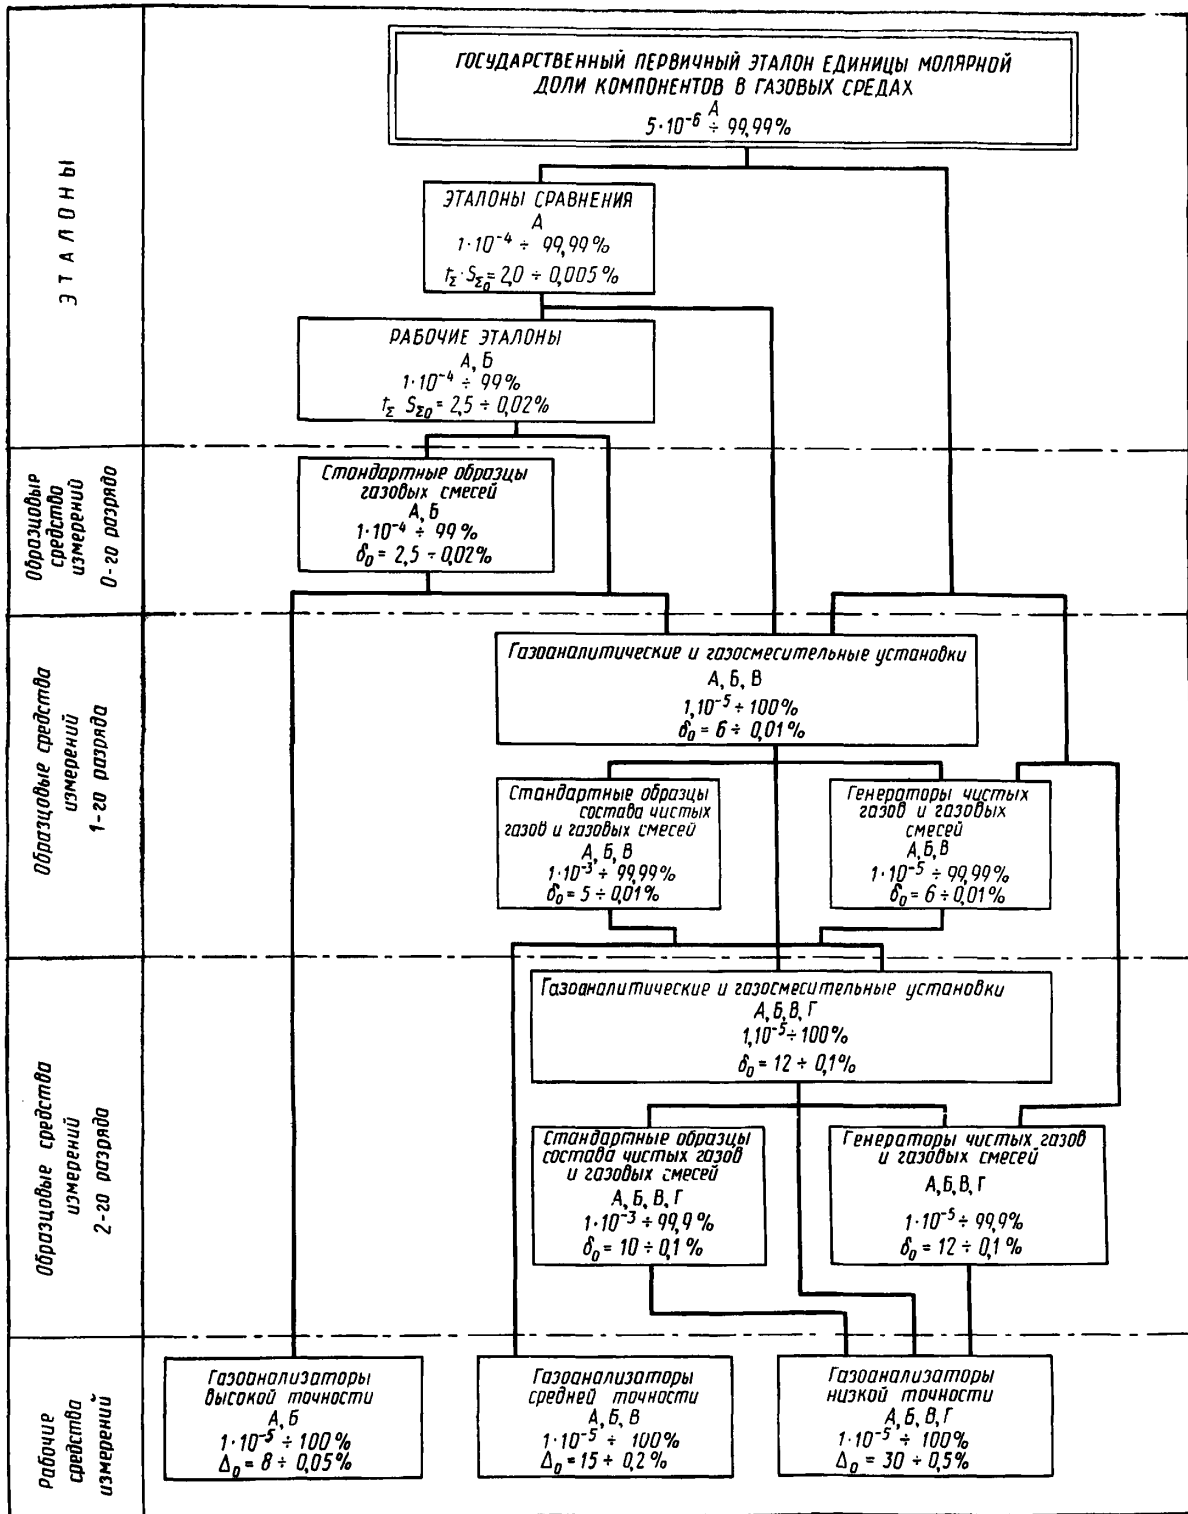 ЭТАЛОНЫ
ГОСУДАРСТВЕННЫЙ ПЕРВИЧНЫЙ ЭТАЛОН ЕДИНИЦЫ МОЛЯРНОЙ
ДОЛИ КОМПОНЕНТОВ В ГАЗОВЫХ СРЕДАХ
А
5·10⁻⁶ ÷ 99,99%
ЭТАЛОНЫ СРАВНЕНИЯ
А
1·10⁻⁴ ÷ 99,99%
t_Σ·S_Σ₀ = 2,0 ÷ 0,005%
РАБОЧИЕ ЭТАЛОНЫ
А, Б
1·10⁻⁴ ÷ 99%
t_Σ S_Σ₀ = 2,5 ÷ 0,02%
Образцовые
средство
измерений
0-го разрядо
Стандартные образцы
газовых смесей
А, Б
1·10⁻⁴ ÷ 99%
δ₀ = 2,5 ÷ 0,02%
Образцовые средства
измерений
1-го разряда
Газоаналитические и газосмесительные установки
А, Б, В
1,10⁻⁵ ÷ 100%
δ₀ = 6 ÷ 0,01%
Стандартные образцы
состава чистых
газов и газовых смесей
А, Б, В
1·10⁻³ ÷ 99,99%
δ₀ = 5 ÷ 0,01%
Генераторы чистых
газов и газовых
смесей
А,Б,В
1·10⁻⁵ ÷ 99,99%
δ₀ = 6 ÷ 0,01%
Образцовые средства
измерений
2-го разряда
Газоаналитические и газосмесительные установки
А,Б,В,Г
1,10⁻⁵ ÷ 100%
δ₀ = 12 ÷ 0,1%
Стандартные образцы
состава чистых газов
и газовых смесей
А, Б, В, Г
1·10⁻³ ÷ 99,9%
δ₀ = 10 ÷ 0,1%
Генераторы чистых газов
и газовых смесей
А,Б,В,Г
1·10⁻⁵ ÷ 99,9%
δ₀ = 12 ÷ 0,1%
Рабочие
средства
измерений
Газоанализаторы
высокой точности
А, Б
1·10⁻⁵ ÷ 100%
Δ₀ = 8 ÷ 0,05%
Газоанализаторы
средней точности
А, Б, В
1·10⁻⁵ ÷ 100%
Δ₀ = 15 ÷ 0,2%
Газоанализаторы
низкой точности
А, Б, В, Г
1·10⁻⁵ ÷ 100%
Δ₀ = 30 ÷ 0,5%